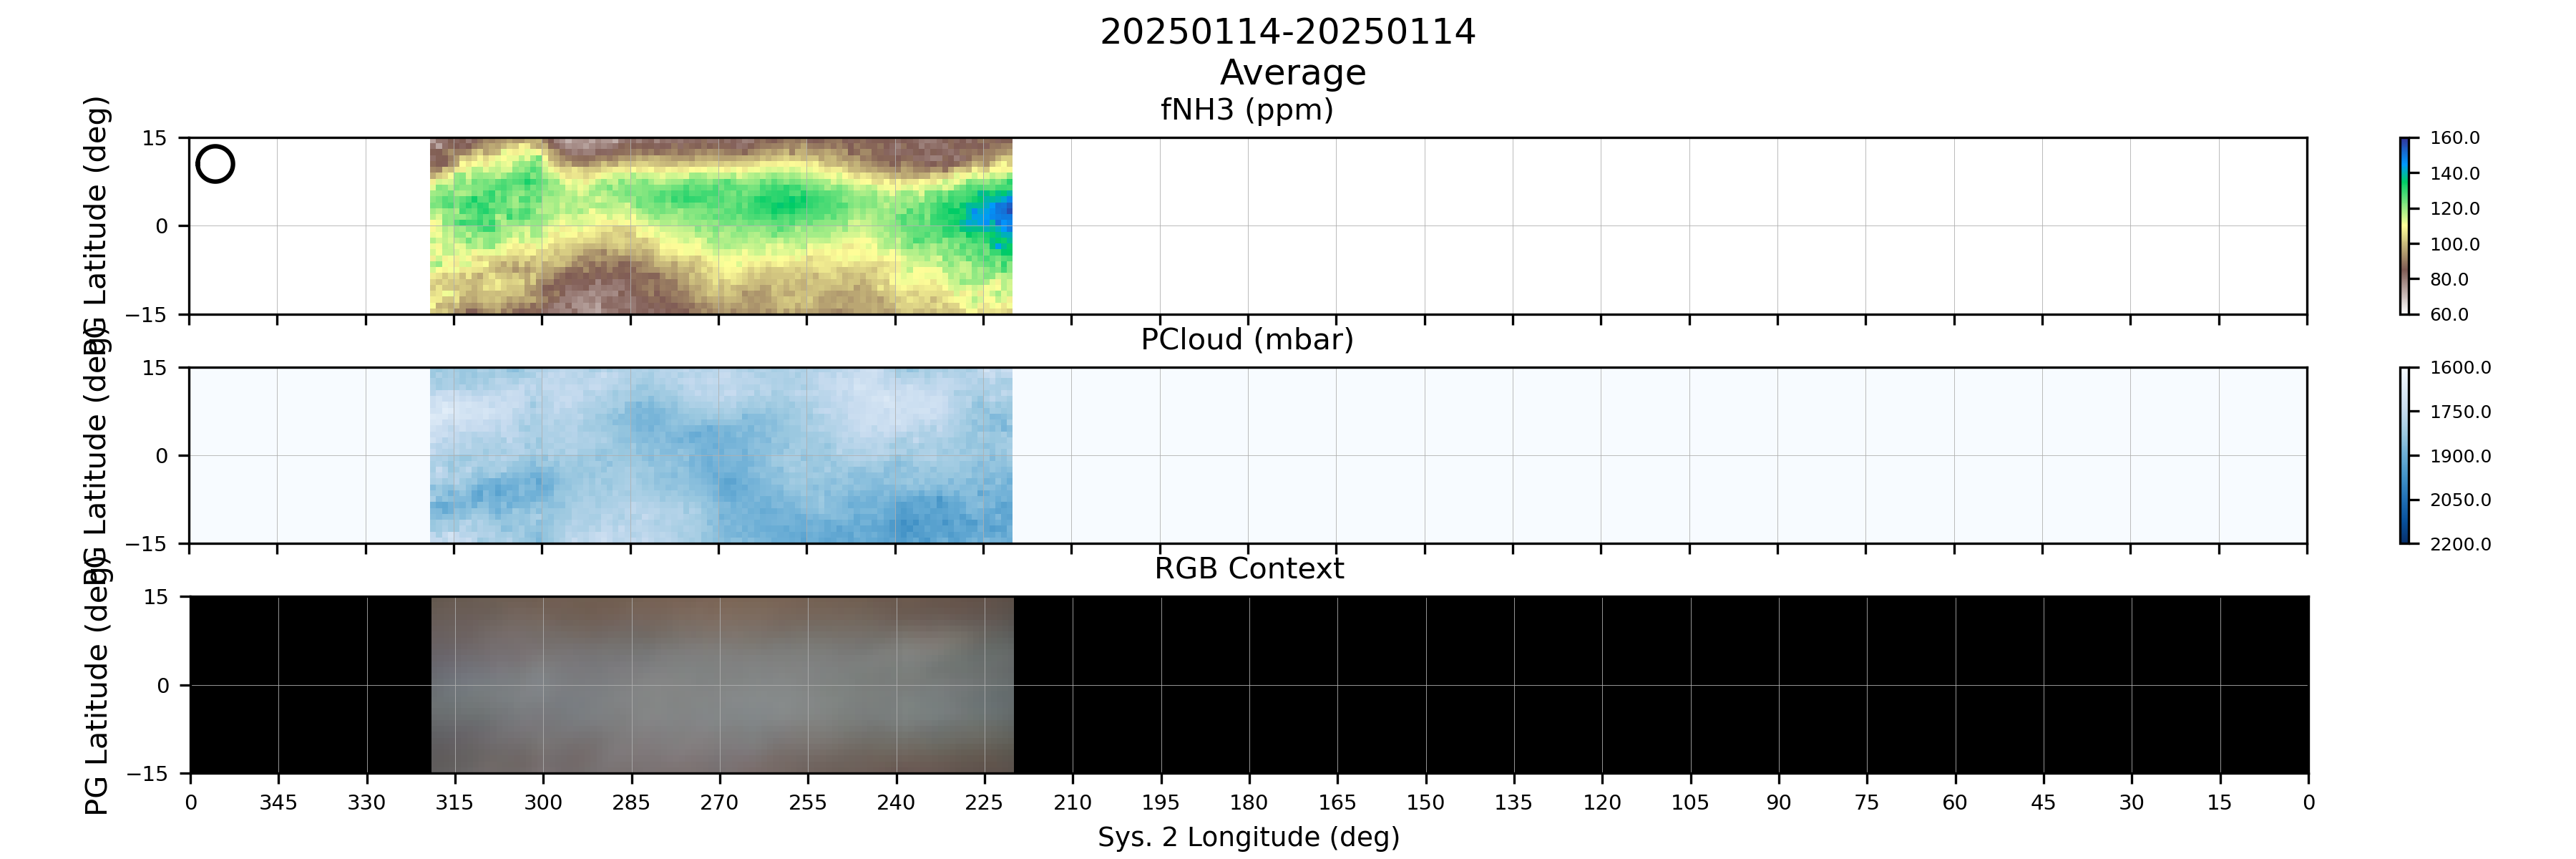 20250114-20250114
Average
fNH3 (ppm)
PG Latitude (deg)
15
0
−15
160.0
140.0
120.0
100.0
80.0
60.0
PCloud (mbar)
PG Latitude (deg)
15
0
−15
1600.0
1750.0
1900.0
2050.0
2200.0
RGB Context
PG Latitude (deg)
15
0
−15
0 345 330 315 300 285 270 255 240 225 210 195 180 165 150 135 120 105 90 75 60 45 30 15 0
Sys. 2 Longitude (deg)